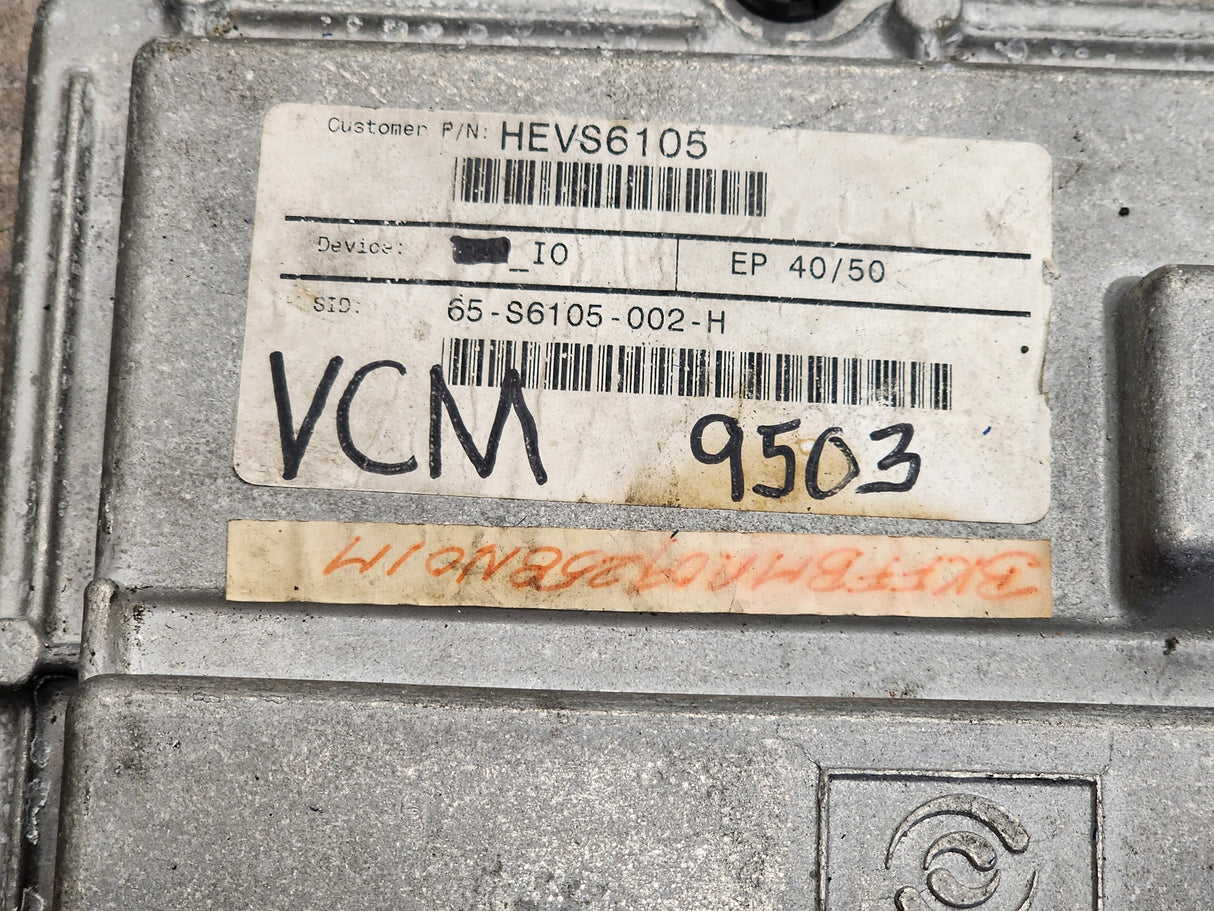 Customer P/N: HEVS6105
Device: _IO EP 40/50
SID: 65-S6105-002-H
VCM 9503